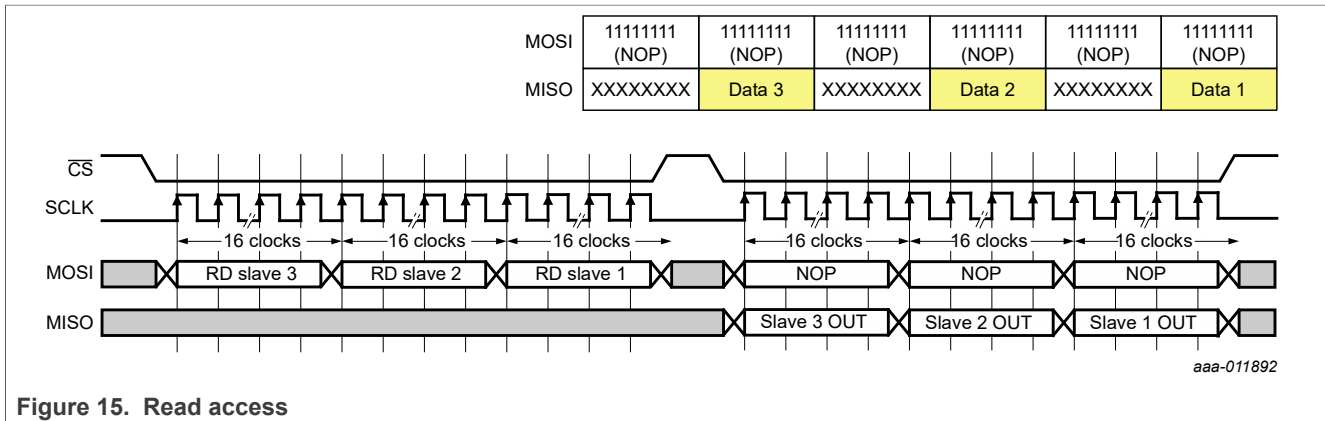 MOSI 11111111 11111111 11111111 11111111 11111111 11111111
(NOP) (NOP) (NOP) (NOP) (NOP) (NOP)
MISO XXXXXXXX Data 3 XXXXXXXX Data 2 XXXXXXXX Data 1
CS
SCLK
16 clocks 16 clocks 16 clocks 16 clocks 16 clocks 16 clocks
MOSI RD slave 3 RD slave 2 RD slave 1 NOP NOP NOP
MISO Slave 3 OUT Slave 2 OUT Slave 1 OUT
aaa-011892
Figure 15. Read access